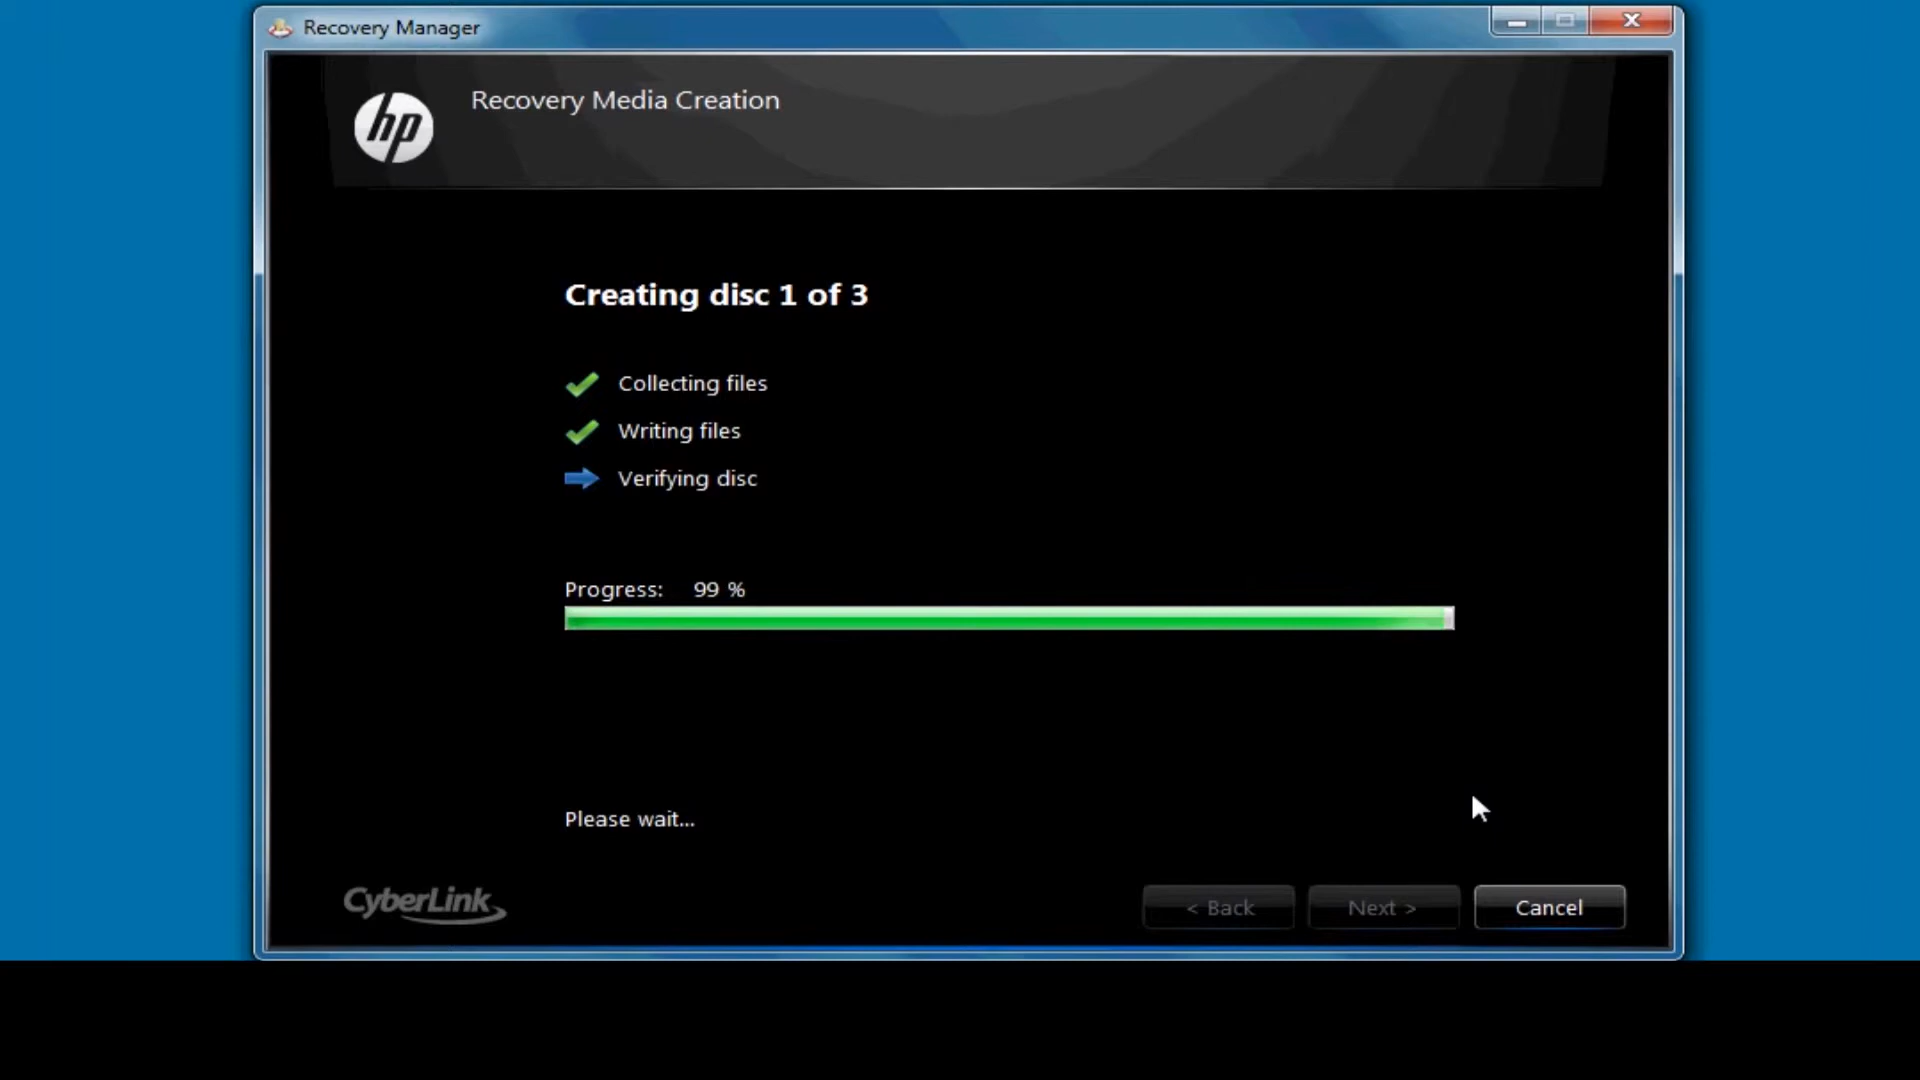 Recovery Manager
hp
Recovery Media Creation
Creating disc 1 of 3
Collecting files
Writing files
Verifying disc
Progress: 99 %
Please wait...
CyberLink
< Back
Next >
Cancel